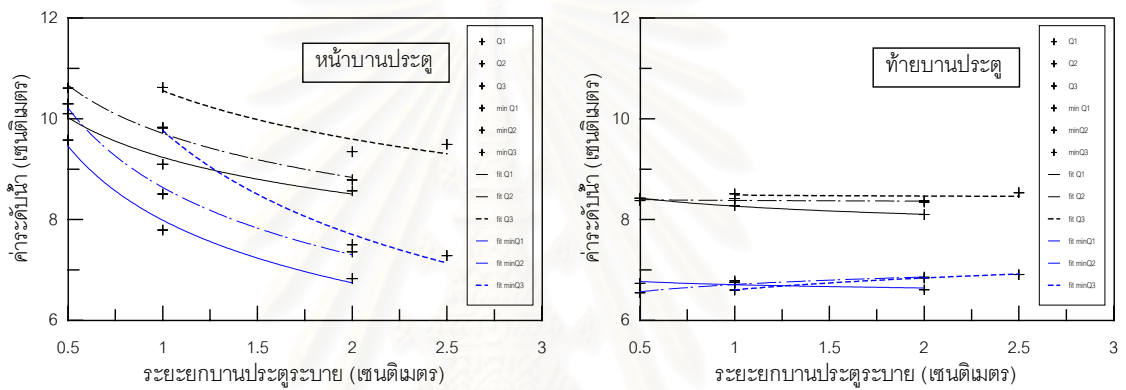 12
10
8
6
ค่าระดับน้ำ (เซนติเมตร)
หน้าบานประตู
Q1
Q2
Q3
min Q1
minQ2
minQ3
fit Q1
fit Q2
fit Q3
fit minQ1
fit minQ2
fit minQ3
0.5 1 2 2.5 3
ระยะยกบานประตูระบาย (เซนติเมตร)
12
10
8
6
ค่าระดับน้ำ (เซนติเมตร)
ท้ายบานประตู
Q1
Q2
Q3
min Q1
minQ2
minQ3
fit Q1
fit Q2
fit Q3
fit minQ1
fit minQ2
fit minQ3
0.5 1 2 2.5 3
ระยะยกบานประตูระบาย (เซนติเมตร)